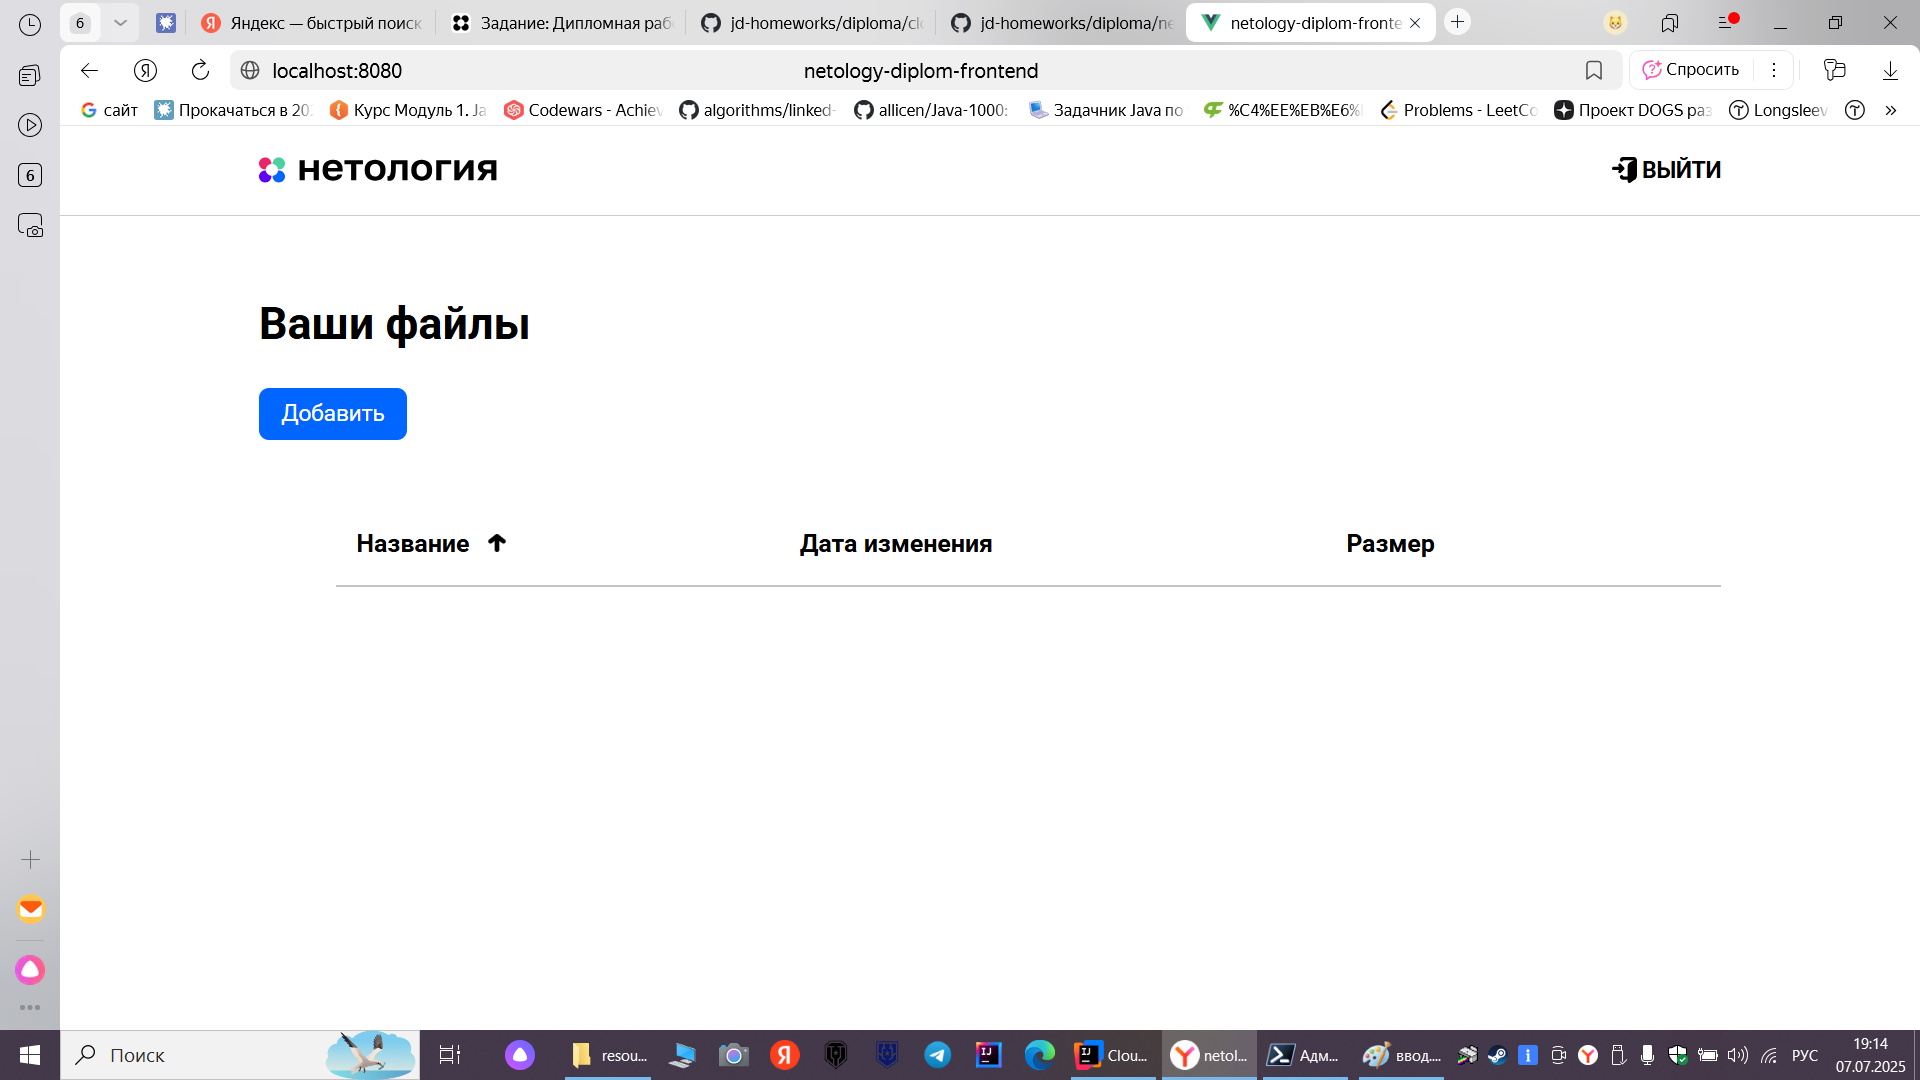 6
Яндекс — быстрый поиск
Задание: Дипломная раб
jd-homeworks/diploma/cl
jd-homeworks/diploma/ne
netology-diplom-fronte
localhost:8080
netology-diplom-frontend
Спросить
сайт
Прокачаться в 20
Курс Модуль 1. Ja
Codewars - Achie
algorithms/linked-
allicen/Java-1000:
Задачник Java по
%C4%EE%EB%E6%
Problems - LeetCo
Проект DOGS раз
Longsleev
»
6
нетология
ВЫЙТИ
Ваши файлы
Добавить
Название
Дата изменения
Размер
Поиск
resou...
Clou...
netol...
Адм...
ввод....
РУС
19:14
07.07.2025